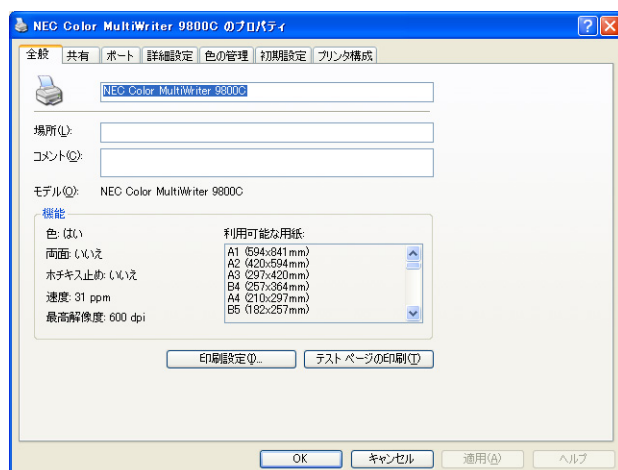 NEC Color MultiWriter 9800C のプロパティ
全般 共有 ポート 詳細設定 色の管理 初期設定 プリンタ構成
NEC Color MultiWriter 9800C
場所(L):
コメント(C):
モデル(O): NEC Color MultiWriter 9800C
機能
色: はい
両面: いいえ
ホチキス止め: いいえ
速度: 31 ppm
最高解像度: 600 dpi
利用可能な用紙:
A1 (594x841mm)
A2 (420x594mm)
A3 (297x420mm)
B4 (257x364mm)
A4 (210x297mm)
B5 (182x257mm)
印刷設定(I)... テスト ページの印刷(T)
OK キャンセル 適用(A) ヘルプ